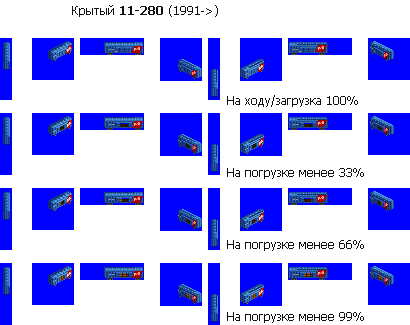 Крытый 11-280 (1991->)
На ходу/загрузка 100%
На погрузке менее 33%
На погрузке менее 66%
На погрузке менее 99%